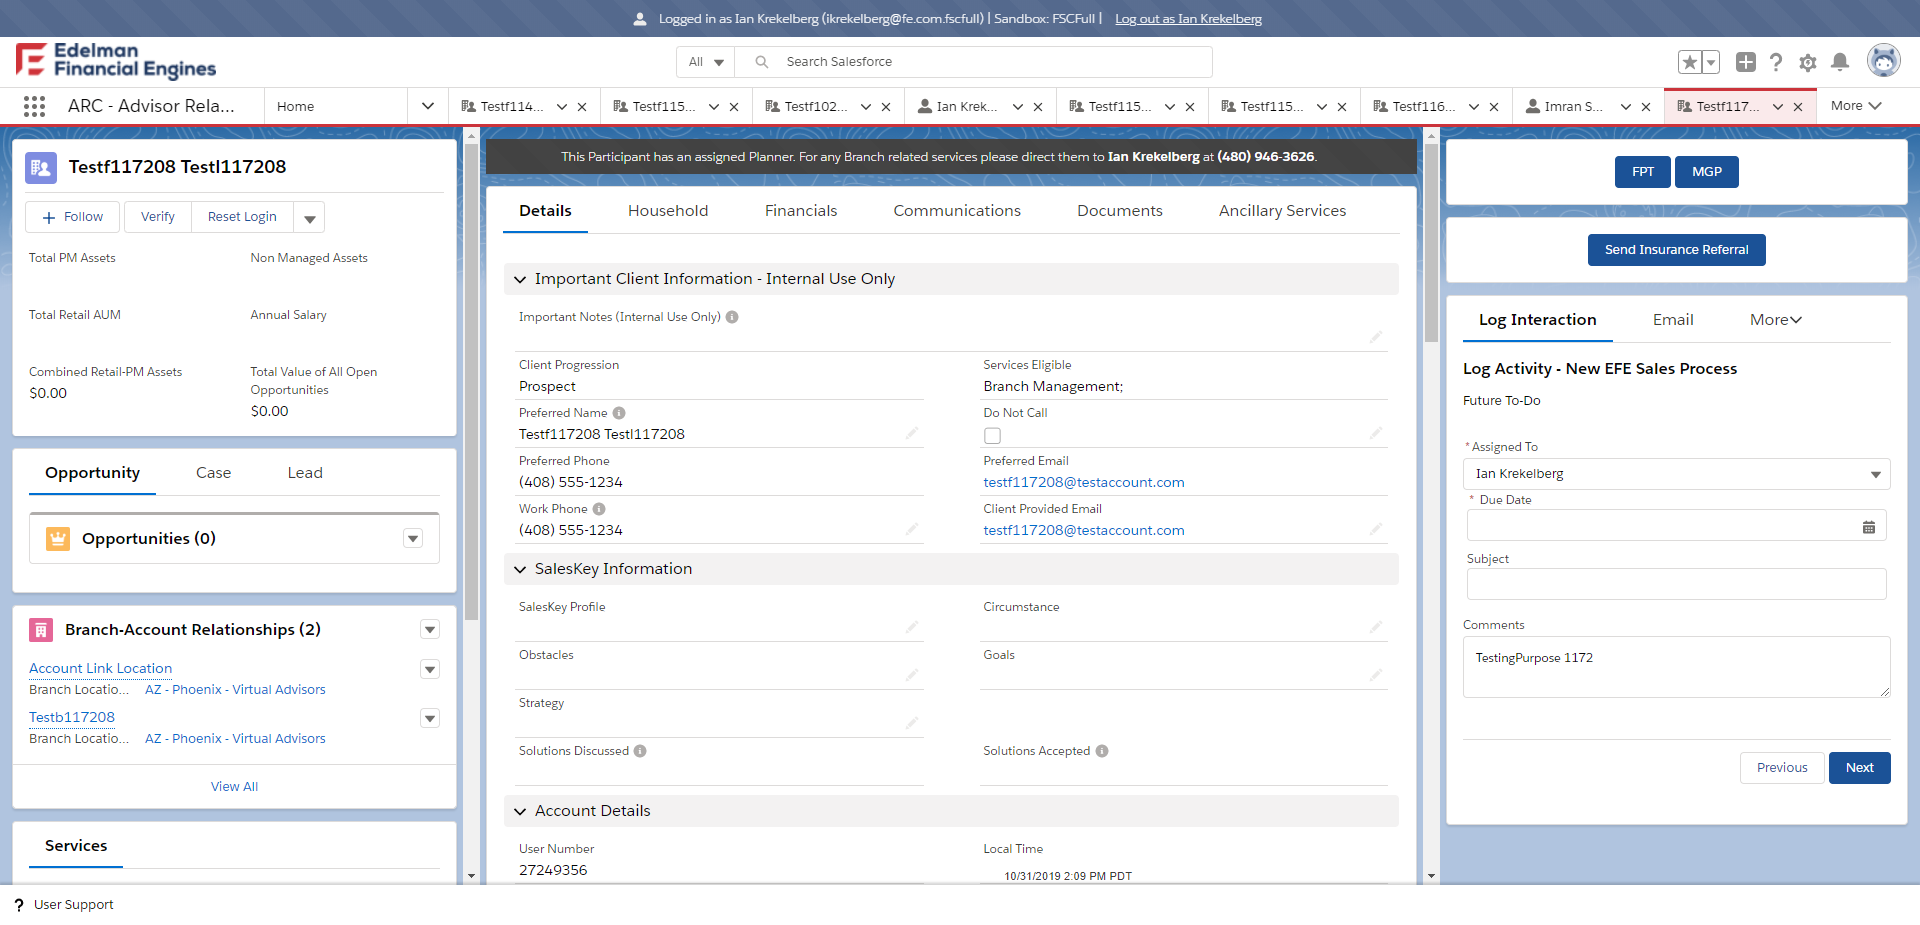 Logged in as Ian Krekelberg (ikrekelberg@fe.com.fscfull) | Sandbox: FSCFull | Log out as Ian Krekelberg
Edelman
Financial Engines
All
Search Salesforce
ARC - Advisor Rela...
Home
Testf114...
Testf115...
Testf102...
Ian Krek...
Testf115...
Testf115...
Testf116...
Imran S...
Testf117...
More
Testf117208 Testl117208
Follow
Verify
Reset Login
Total PM Assets
Non Managed Assets
Total Retail AUM
Annual Salary
Combined Retail-PM Assets
$0.00
Total Value of All Open
Opportunities
$0.00
Opportunity
Case
Lead
Opportunities (0)
Branch-Account Relationships (2)
Account Link Location
Branch Locatio... AZ - Phoenix - Virtual Advisors
Testb117208
Branch Locatio... AZ - Phoenix - Virtual Advisors
View All
Services
This Participant has an assigned Planner. For any Branch related services please direct them to Ian Krekelberg at (480) 946-3626.
Details
Household
Financials
Communications
Documents
Ancillary Services
Important Client Information - Internal Use Only
Important Notes (Internal Use Only)
Client Progression
Prospect
Services Eligible
Branch Management;
Preferred Name
Testf117208 Testl117208
Do Not Call
Preferred Phone
(408) 555-1234
Preferred Email
testf117208@testaccount.com
Work Phone
(408) 555-1234
Client Provided Email
testf117208@testaccount.com
SalesKey Information
SalesKey Profile
Circumstance
Obstacles
Goals
Strategy
Solutions Discussed
Solutions Accepted
Account Details
User Number
27249356
Local Time
10/31/2019 2:09 PM PDT
FPT
MGP
Send Insurance Referral
Log Interaction
Email
More
Log Activity - New EFE Sales Process
Future To-Do
* Assigned To
Ian Krekelberg
* Due Date
Subject
Comments
TestingPurpose 1172
Previous
Next
? User Support